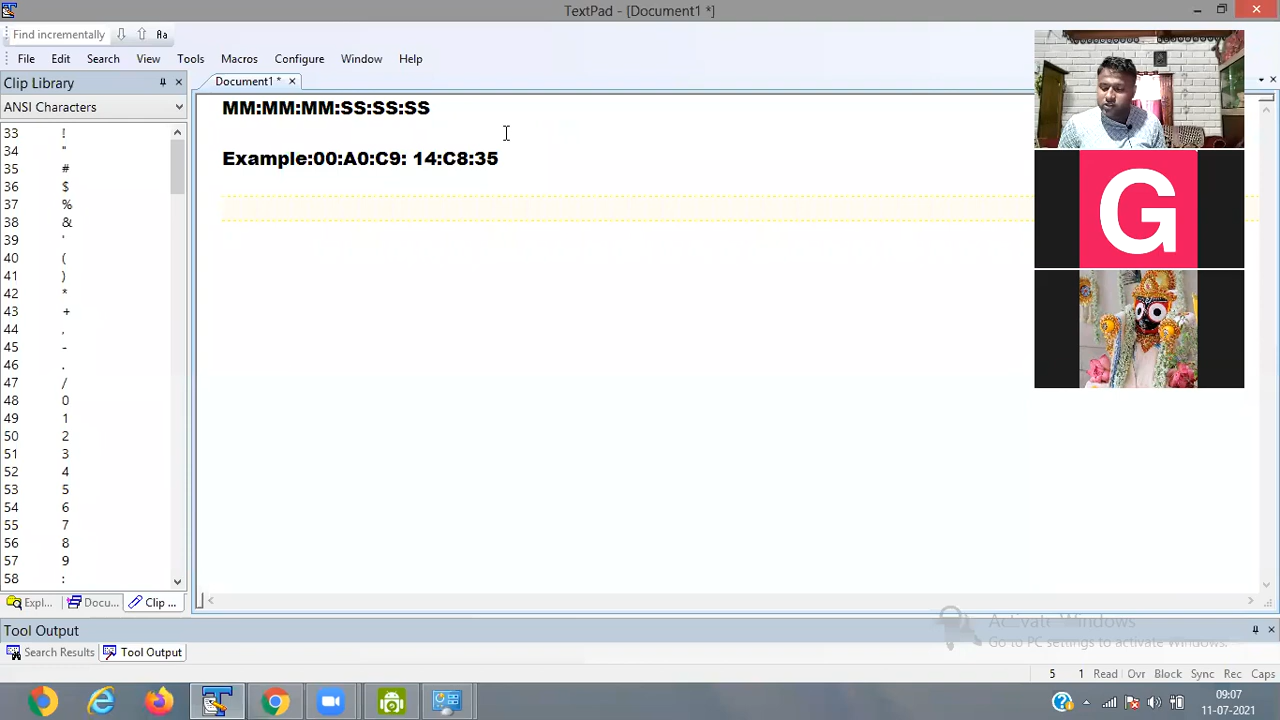 TextPad - [Document1 *]
Find incrementally
Aa
File Edit Search View Tools Macros Configure Window Help
Clip Library
Document1 *
ANSI Characters
MM:MM:MM:SS:SS:SS
Example:00:A0:C9: 14:C8:35
33 !
34 "
35 #
36 $
37 %
38 &
39 '
40 (
41 )
42 *
43 +
44 ,
45 -
46 .
47 /
48 0
49 1
50 2
51 3
52 4
53 5
54 6
55 7
56 8
57 9
58 :
G
Expl... Docu... Clip ...
Tool Output
Activate Windows
Go to PC settings to activate Windows.
Search Results Tool Output
5 1 Read Ovr Block Sync Rec Caps
09:07
11-07-2021